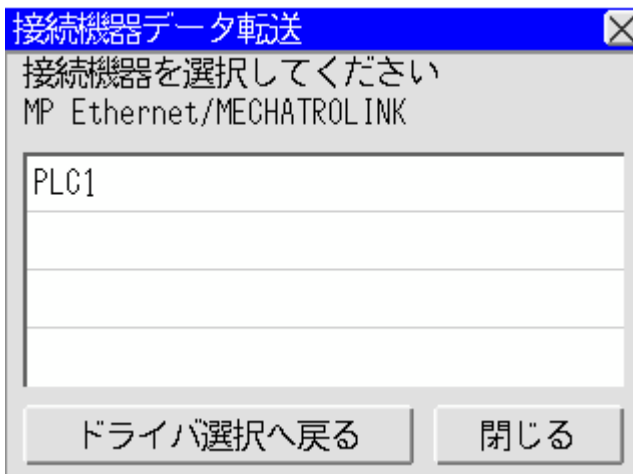 接続機器データ転送
接続機器を選択してください
MP Ethernet/MECHATROLINK
PLC1
ドライバ選択へ戻る
閉じる